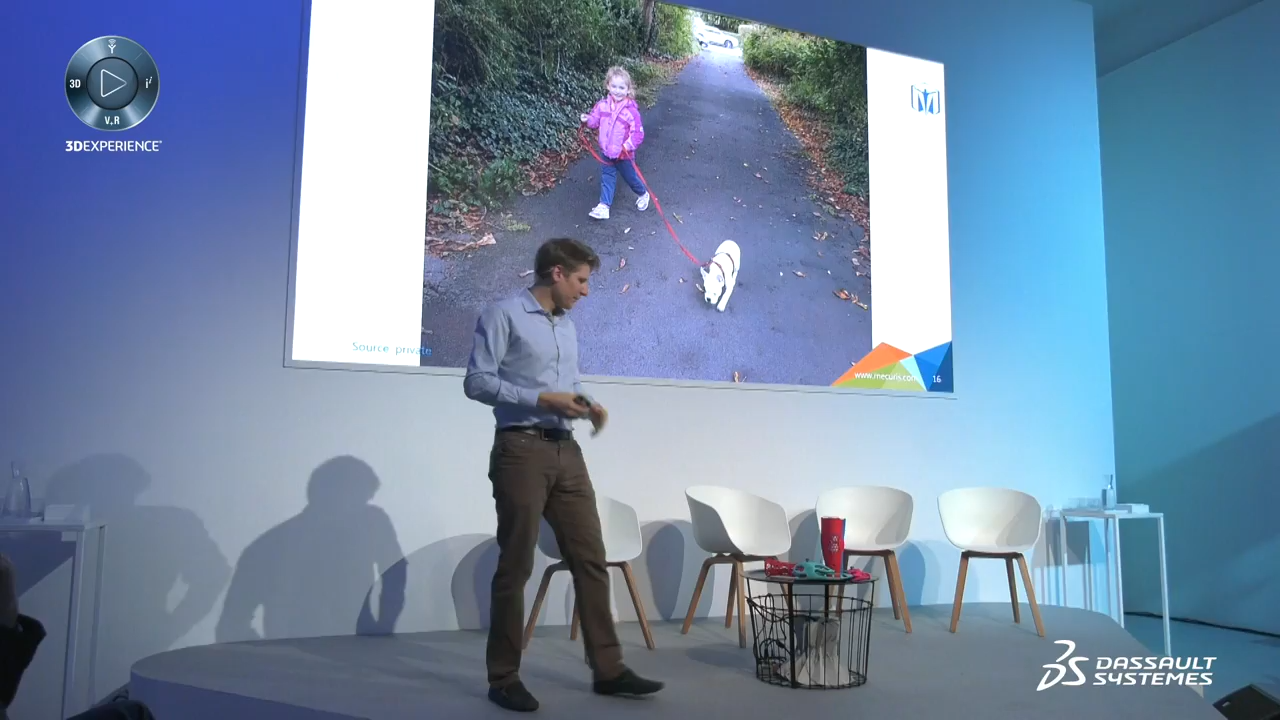 3D
V.R
3DEXPERIENCE
Source: private
www.mecuris.com
16
DASSAULT
SYSTEMES